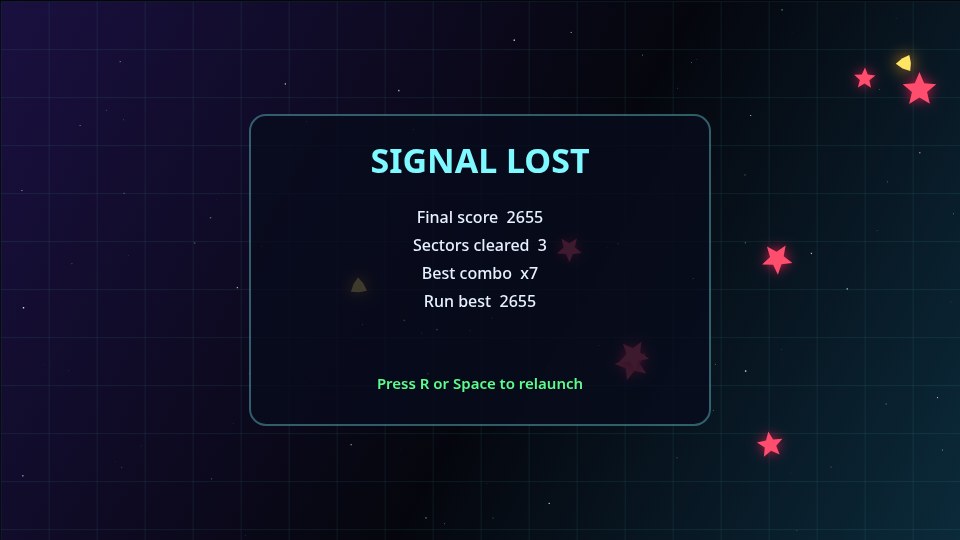 SIGNAL LOST
Final score 2655
Sectors cleared 3
Best combo x7
Run best 2655
Press R or Space to relaunch